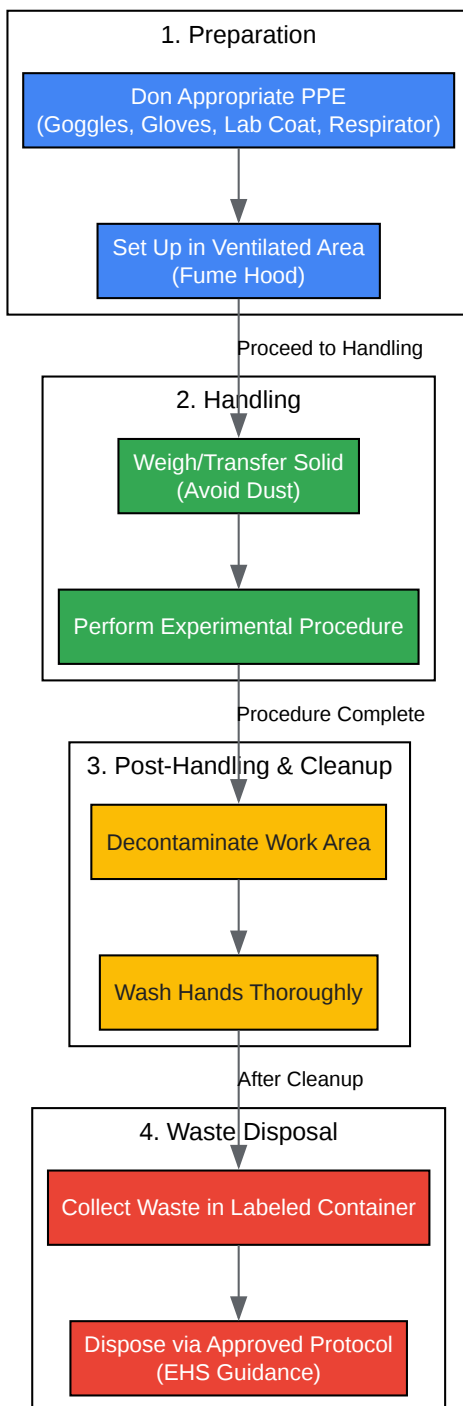 1. Preparation
Don Appropriate PPE
(Goggles, Gloves, Lab Coat, Respirator)
Set Up in Ventilated Area
(Fume Hood)
Proceed to Handling
2. Handling
Weigh/Transfer Solid
(Avoid Dust)
Perform Experimental Procedure
Procedure Complete
3. Post-Handling & Cleanup
Decontaminate Work Area
Wash Hands Thoroughly
After Cleanup
4. Waste Disposal
Collect Waste in Labeled Container
Dispose via Approved Protocol
(EHS Guidance)